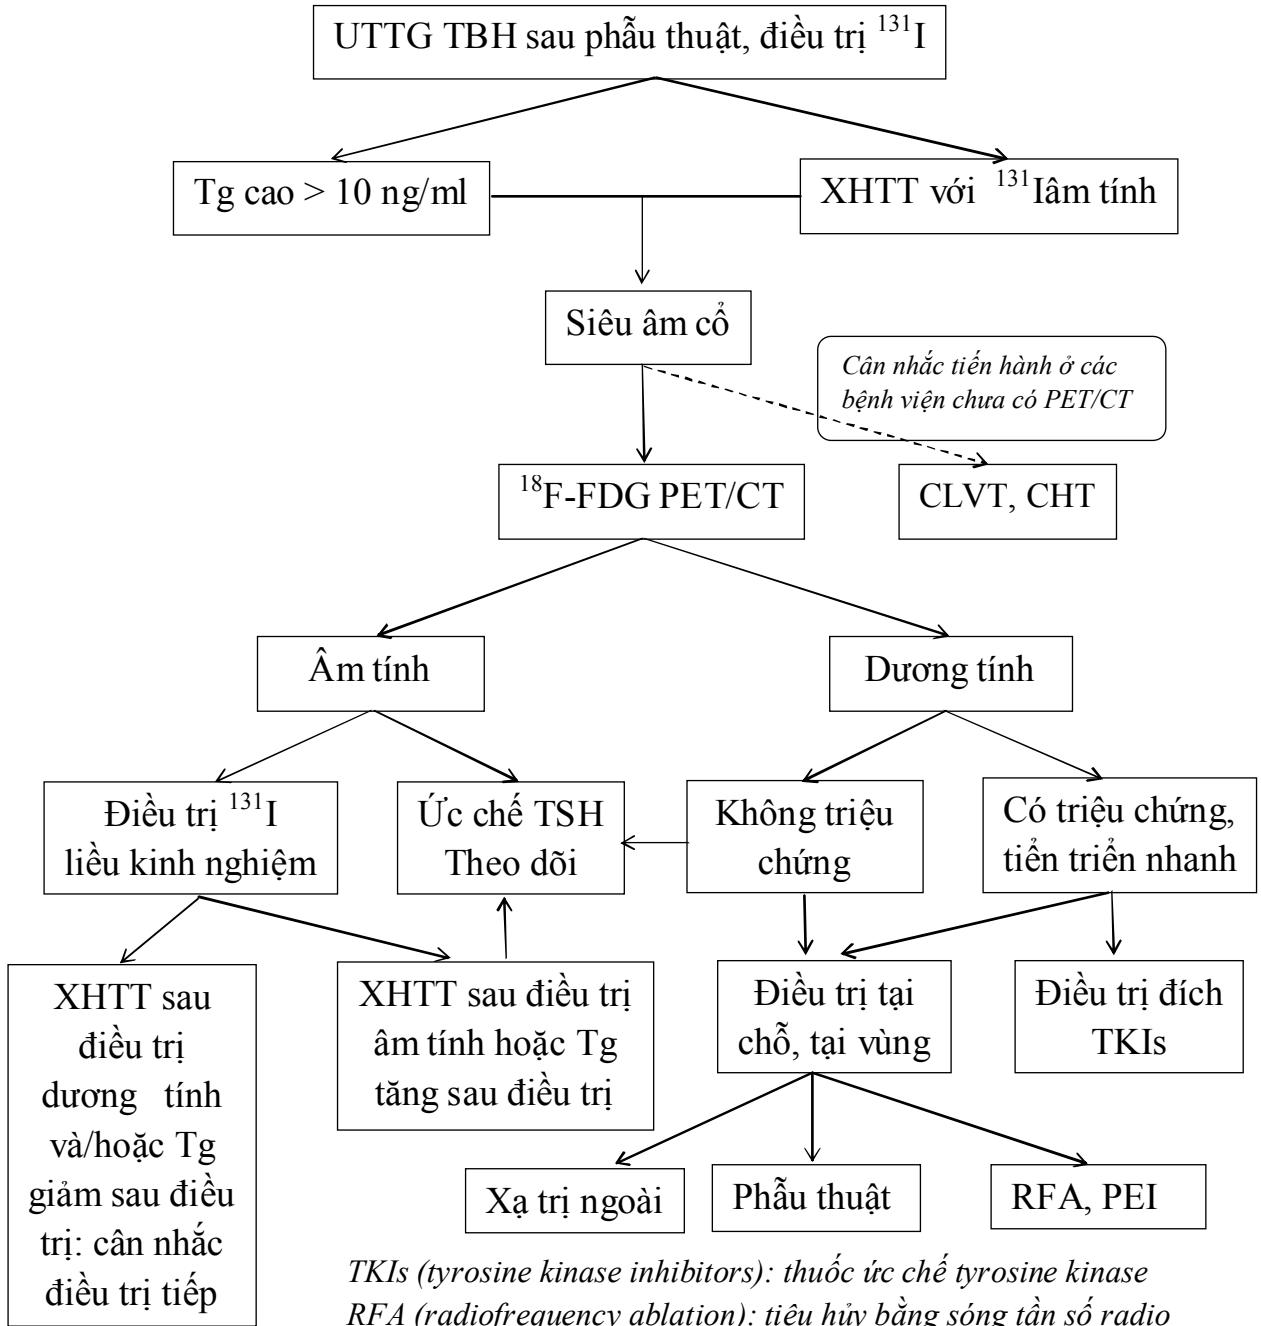 UTTG TBH sau phẫu thuật, điều trị ¹³¹I
Tg cao > 10 ng/ml
XHTT với ¹³¹Iâm tính
Siêu âm cổ
Cân nhắc tiến hành ở các
bệnh viện chưa có PET/CT
¹⁸F-FDG PET/CT
CLVT, CHT
Âm tính
Dương tính
Điều trị ¹³¹I
liều kinh nghiệm
Ức chế TSH
Theo dõi
Không triệu
chứng
Có triệu chứng,
tiển triển nhanh
XHTT sau
điều trị
dương tính
và/hoặc Tg
giảm sau điều
trị: cân nhắc
điều trị tiếp
XHTT sau điều trị
âm tính hoặc Tg
tăng sau điều trị
Điều trị tại
chỗ, tại vùng
Điều trị đích
TKIs
Xạ trị ngoài
Phẫu thuật
RFA, PEI
TKIs (tyrosine kinase inhibitors): thuốc ức chế tyrosine kinase
RFA (radiofrequency ablation): tiêu hủy bằng sóng tần số radio